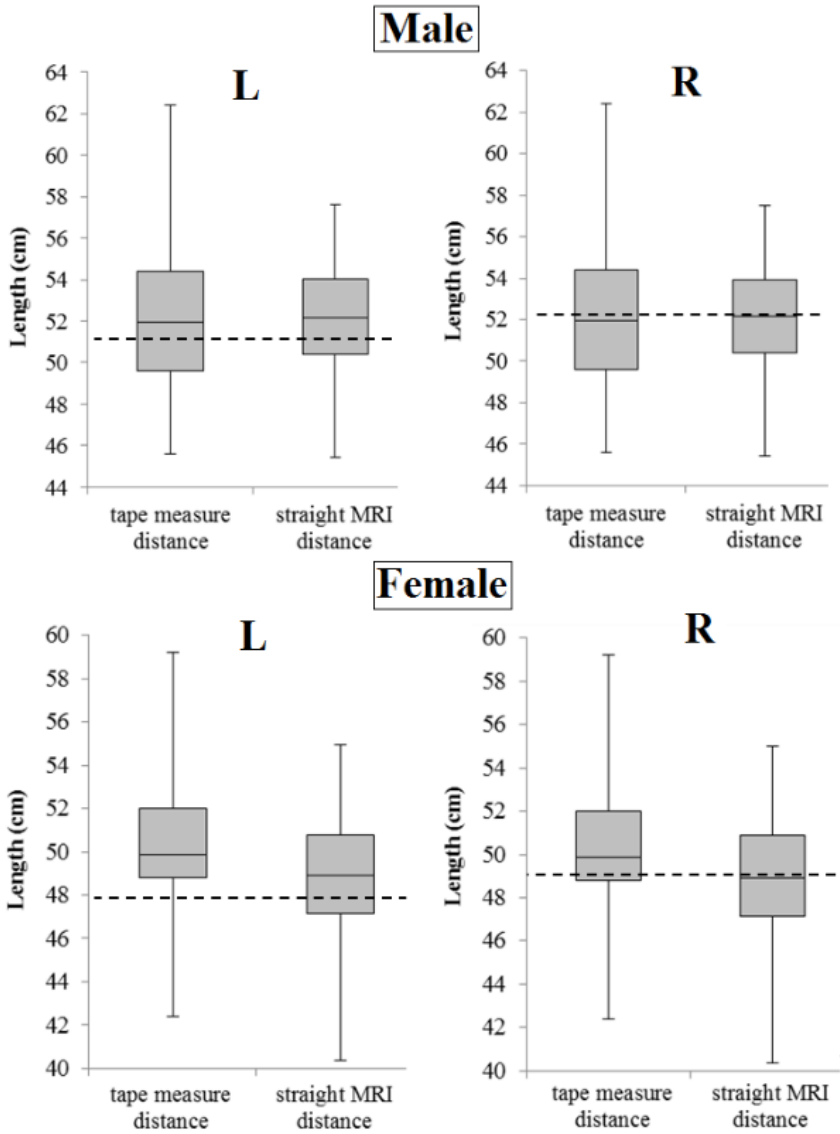 Male
L
64
62
60
58
56
54
52
50
48
46
44
Length (cm)
tape measure distance
straight MRI distance
R
64
62
60
58
56
54
52
50
48
46
44
Length (cm)
tape measure distance
straight MRI distance
Female
L
60
58
56
54
52
50
48
46
44
42
40
Length (cm)
tape measure distance
straight MRI distance
R
60
58
56
54
52
50
48
46
44
42
40
Length (cm)
tape measure distance
straight MRI distance